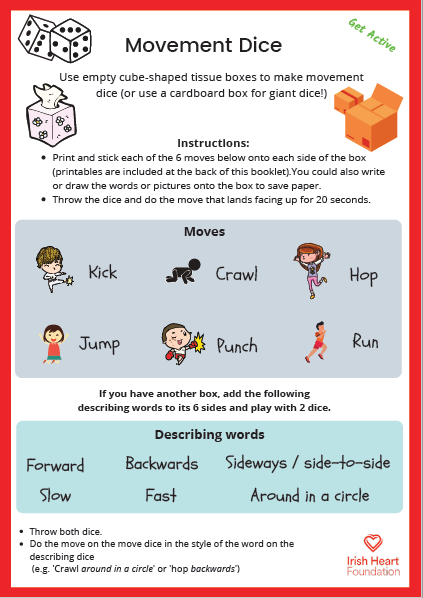 Get Active
Movement Dice
Use empty cube-shaped tissue boxes to make movement
dice (or use a cardboard box for giant dice!)
Instructions:
• Print and stick each of the 6 moves below onto each side of the box
(printables are included at the back of this booklet).You could also write
or draw the words or pictures onto the box to save paper.
• Throw the dice and do the move that lands facing up for 20 seconds.
Moves
Kick Crawl Hop
Jump Punch Run
If you have another box, add the following
describing words to its 6 sides and play with 2 dice.
Describing words
Forward Backwards Sideways / side-to-side
Slow Fast Around in a circle
• Throw both dice.
• Do the move on the move dice in the style of the word on the
describing dice
(e.g. 'Crawl around in a circle' or 'hop backwards')
Irish Heart
Foundation